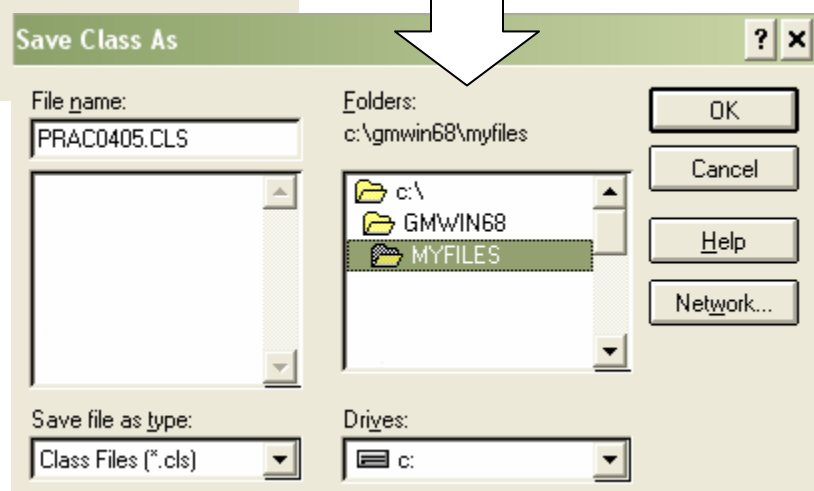 Save Class As
File name:
PRAC0405.CLS
Folders:
c:\gmwin68\myfiles
c:\
GMWIN68
MYFILES
OK
Cancel
Help
Network...
Save file as type:
Class Files (*.cls)
Drives:
c: